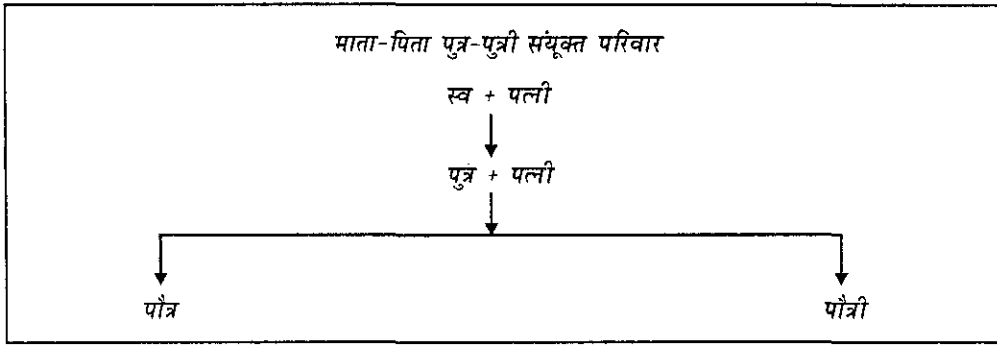 माता-पिता पुत्र-पुत्री संयूक्त परिवार
स्व + पत्नी
पुत्र + पत्नी
पौत्र पौत्री